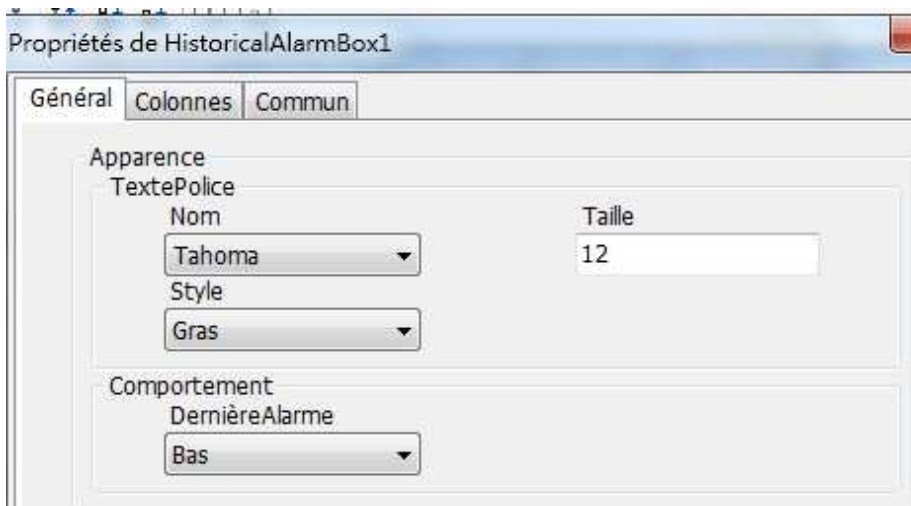 Propriétés de HistoricalAlarmBox1
Général Colonnes Commun
Apparence
TextePolice
Nom Taille
Tahoma 12
Style
Gras
Comportement
DernièreAlarme
Bas